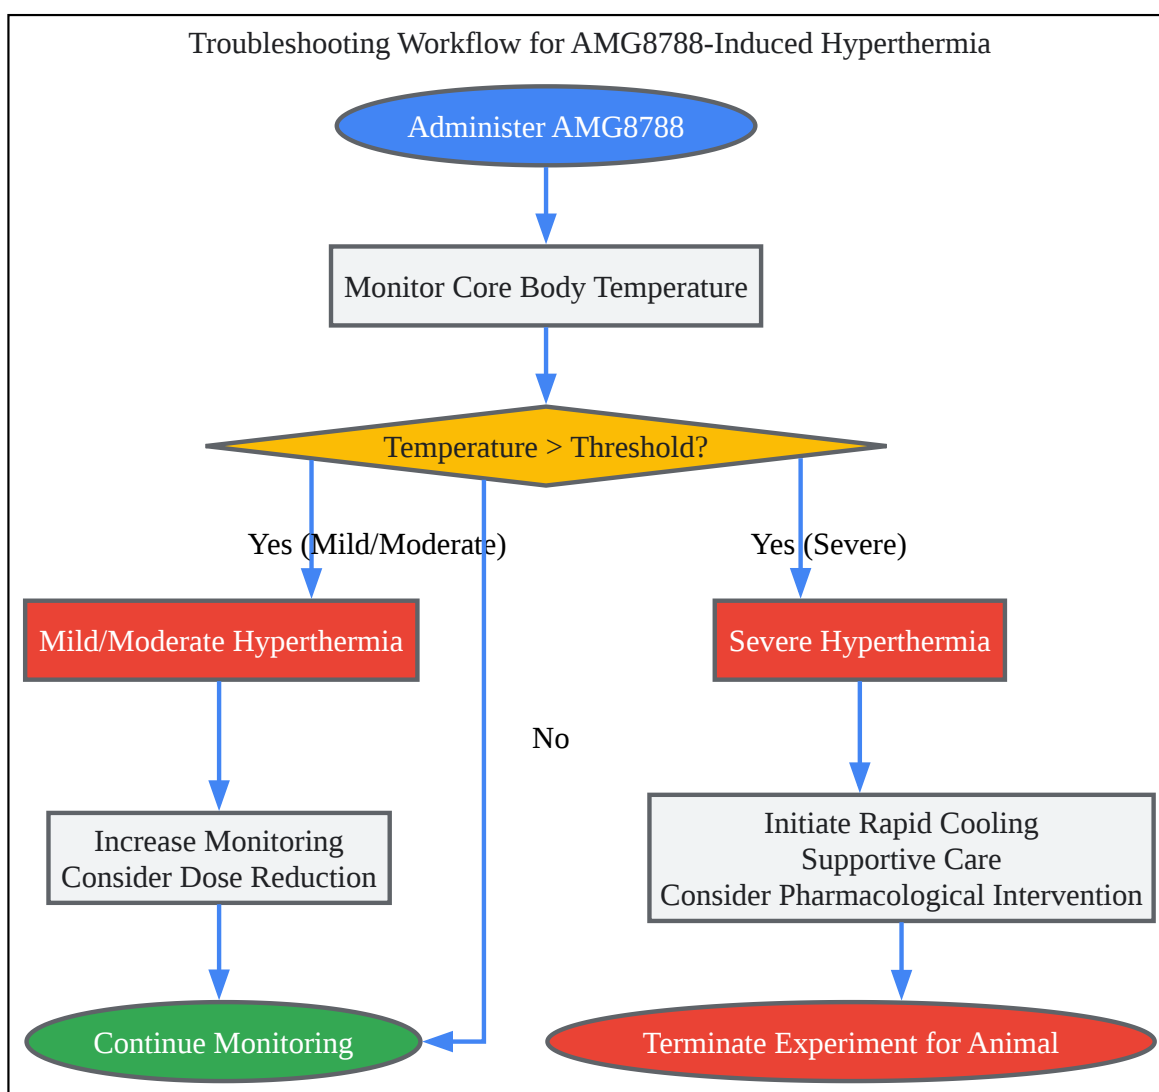 Troubleshooting Workflow for AMG8788-Induced Hyperthermia
Administer AMG8788
Monitor Core Body Temperature
Temperature > Threshold?
Yes (Mild/Moderate)
Yes (Severe)
Mild/Moderate Hyperthermia
Severe Hyperthermia
No
Increase Monitoring
Consider Dose Reduction
Initiate Rapid Cooling
Supportive Care
Consider Pharmacological Intervention
Continue Monitoring
Terminate Experiment for Animal